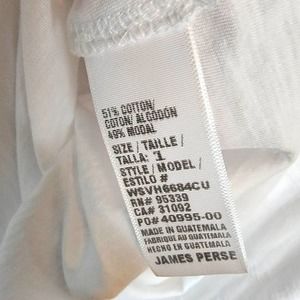 51% COTTON/
COTON/ ALGODÓN
49% MODAL
SIZE / TAILLE /
TALLA: 1
STYLE / MODEL /
ESTILO #
WSVH6684CU
RN# 95339
CA# 31092
PO# 40995-00
MADE IN GUATEMALA
FABRIQUE AU GUATEMALA
HECHO EN GUATEMALA
JAMES PERSE